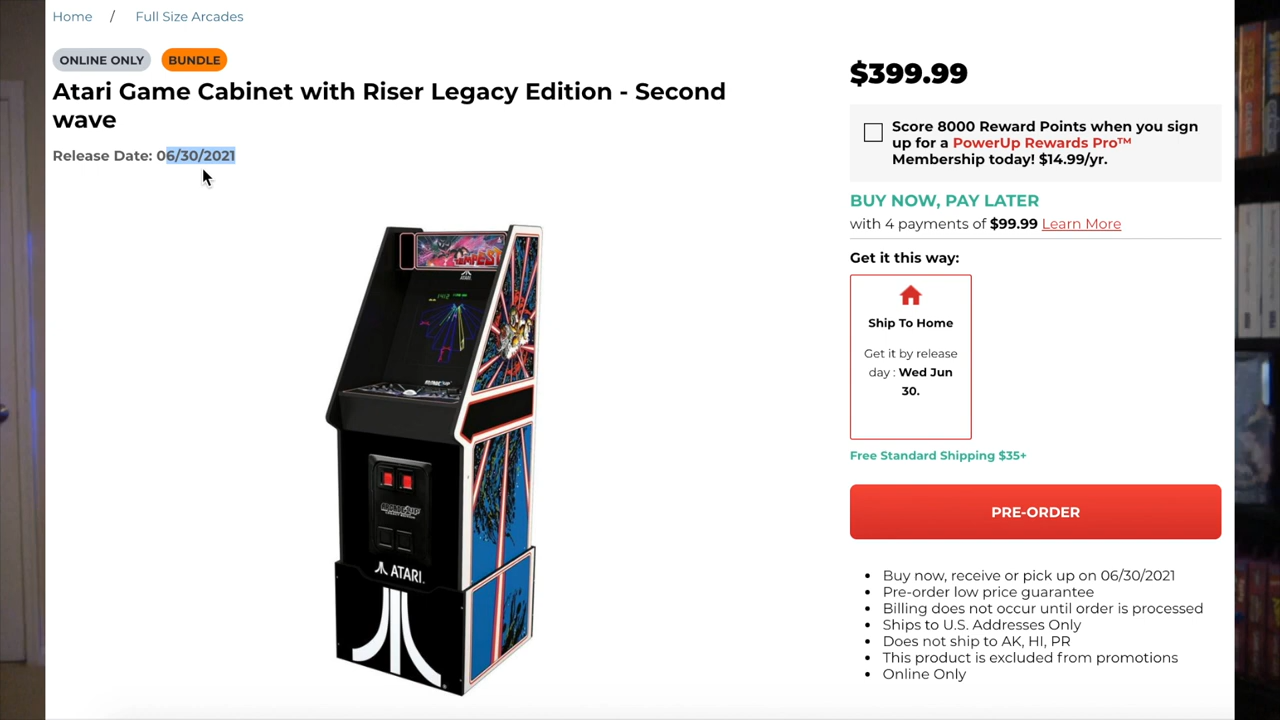 Home / Full Size Arcades
ONLINE ONLY BUNDLE
Atari Game Cabinet with Riser Legacy Edition - Second
wave
Release Date: 06/30/2021
TEMPEST
ATARI
ATARI
$399.99
Score 8000 Reward Points when you sign
up for a PowerUp Rewards Pro™
Membership today! $14.99/yr.
BUY NOW, PAY LATER
with 4 payments of $99.99 Learn More
Get it this way:
Ship To Home
Get it by release
day : Wed Jun
30.
Free Standard Shipping $35+
PRE-ORDER
• Buy now, receive or pick up on 06/30/2021
• Pre-order low price guarantee
• Billing does not occur until order is processed
• Ships to U.S. Addresses Only
• Does not ship to AK, HI, PR
• This product is excluded from promotions
• Online Only